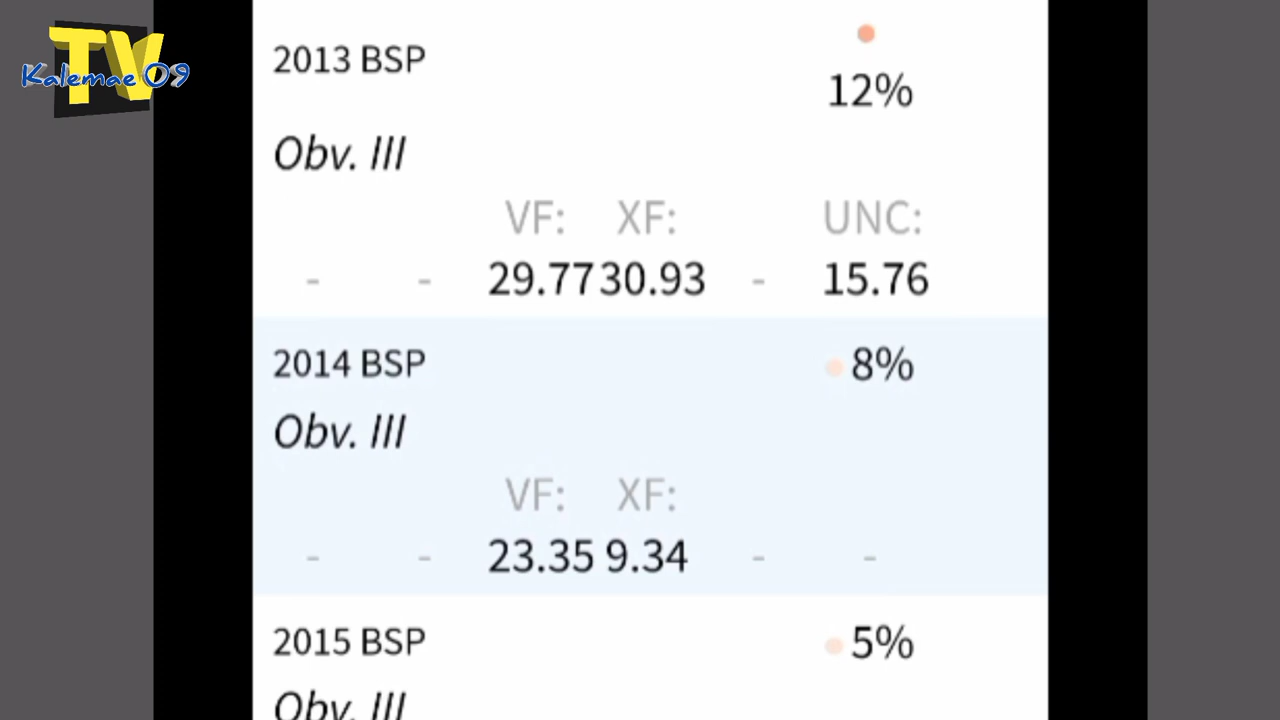 TV
Kalemae 09
2013 BSP
12%
Obv. III
VF: XF: UNC:
- - 29.77 30.93 - 15.76
2014 BSP 8%
Obv. III
VF: XF:
- - 23.35 9.34 - -
2015 BSP 5%
Obv. III